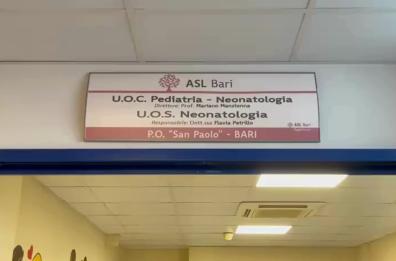 ASL Bari
U.O.C. Pediatria - Neonatologia
Direttore: Prof. Mariano Manzionna
U.O.S. Neonatologia
Responsabile: Dott.ssa Flavia Petrillo
ASL Bari
P.O. "San Paolo" - BARI